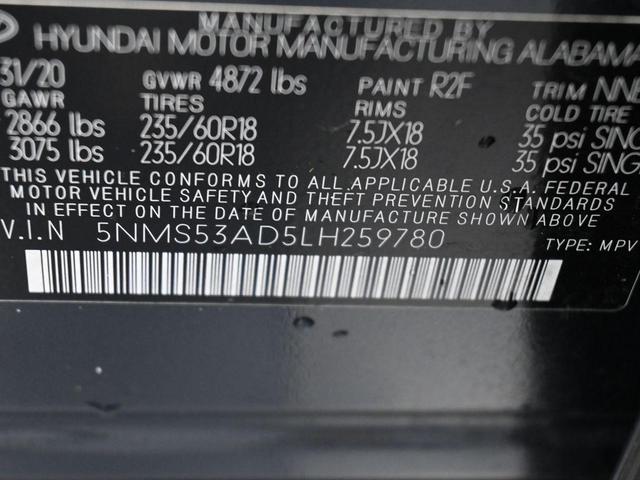 MANUFACTURED BY
HYUNDAI MOTOR MANUFACTURING ALABAMA
31/20 GVWR 4872 lbs PAINT R2F TRIM NNB
GAWR TIRES RIMS COLD TIRE
2866 lbs 235/60R18 7.5JX18 35 psi SING
3075 lbs 235/60R18 7.5JX18 35 psi SING
THIS VEHICLE CONFORMS TO ALL APPLICABLE U.S.A. FEDERAL
MOTOR VEHICLE SAFETY AND THEFT PREVENTION STANDARDS
IN EFFECT ON THE DATE OF MANUFACTURE SHOWN ABOVE.
V.I.N 5NMS53AD5LH259780 TYPE: MPV